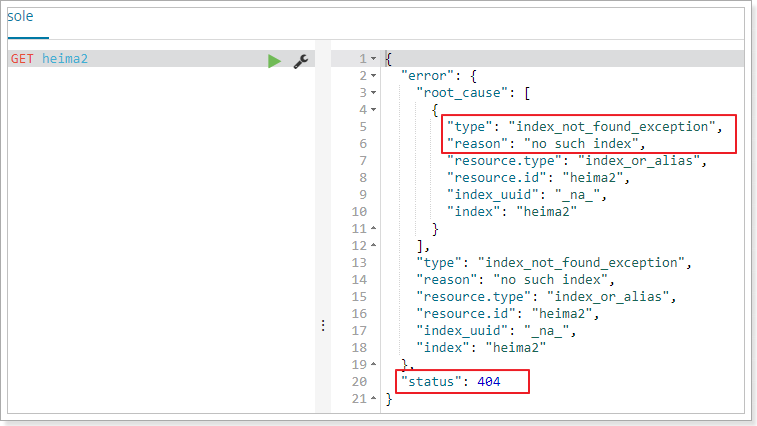 sole
GET heima2
1 {
2 "error": {
3 "root_cause": [
4 {
5 "type": "index_not_found_exception",
6 "reason": "no such index",
7 "resource.type": "index_or_alias",
8 "resource.id": "heima2",
9 "index_uuid": "_na_",
10 "index": "heima2"
11 }
12 ],
13 "type": "index_not_found_exception",
14 "reason": "no such index",
15 "resource.type": "index_or_alias",
16 "resource.id": "heima2",
17 "index_uuid": "_na_",
18 "index": "heima2"
19 },
20 "status": 404
21 }